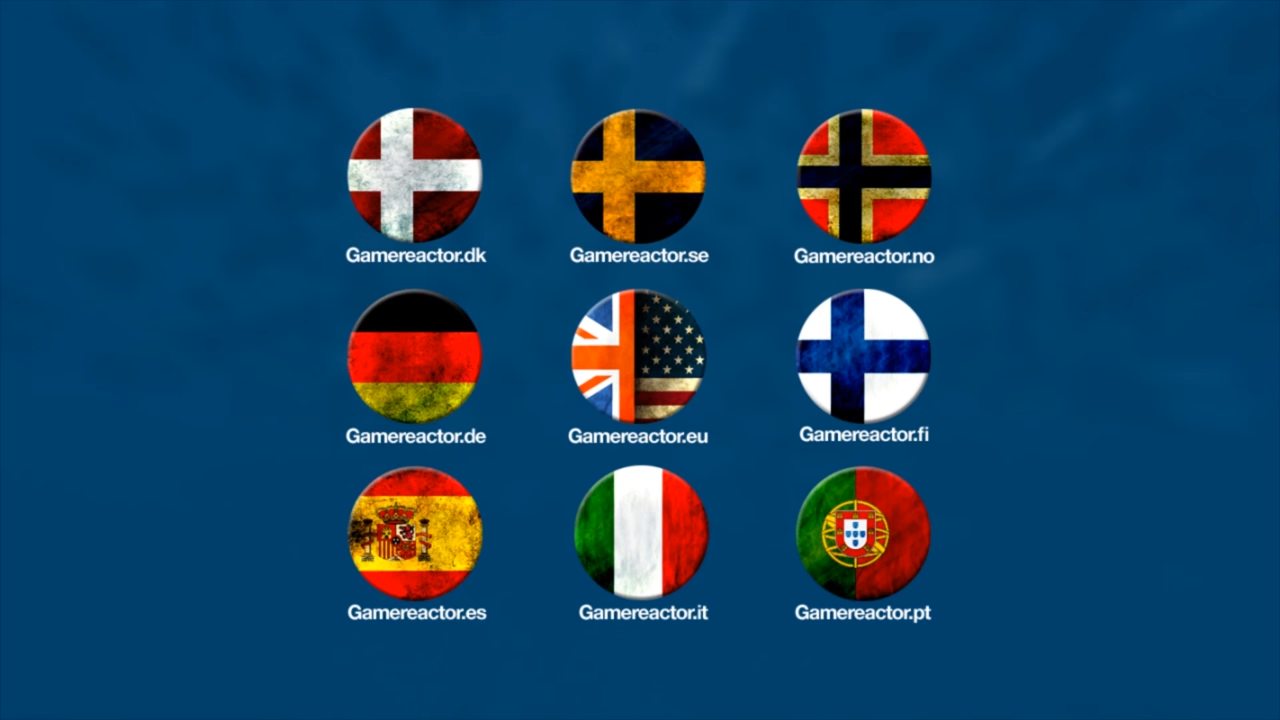 Gamereactor.dk
Gamereactor.se
Gamereactor.no
Gamereactor.de
Gamereactor.eu
Gamereactor.fi
Gamereactor.es
Gamereactor.it
Gamereactor.pt